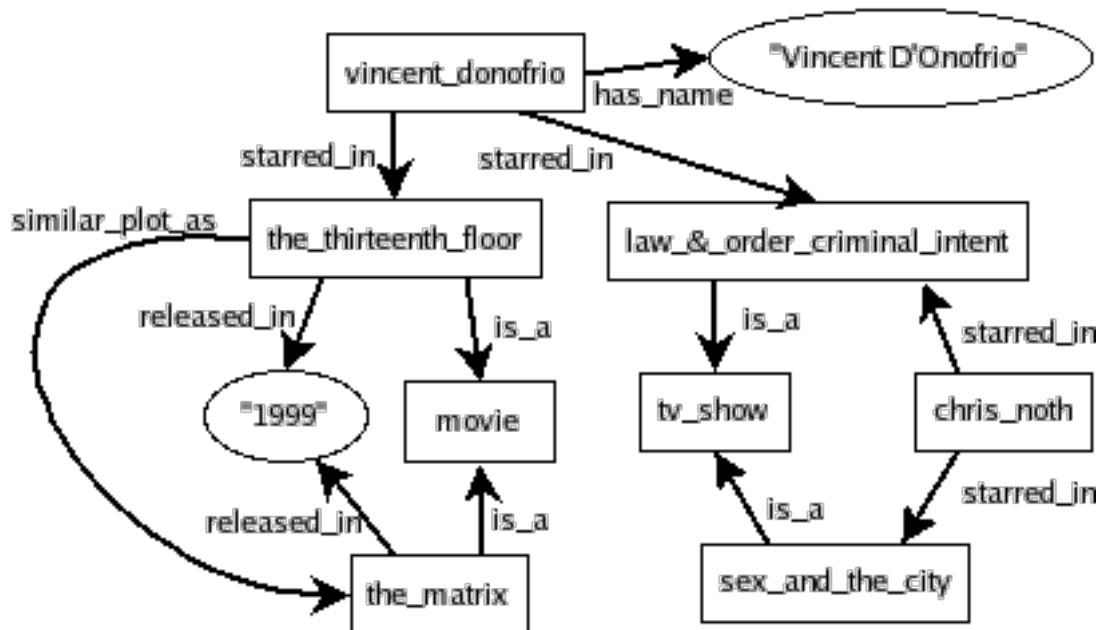 vincent_donofrio
"Vincent D'Onofrio"
has_name
starred_in
starred_in
similar_plot_as
the_thirteenth_floor
law_&_order_criminal_intent
released_in
is_a
is_a
starred_in
"1999"
movie
tv_show
chris_noth
released_in
is_a
is_a
starred_in
the_matrix
sex_and_the_city